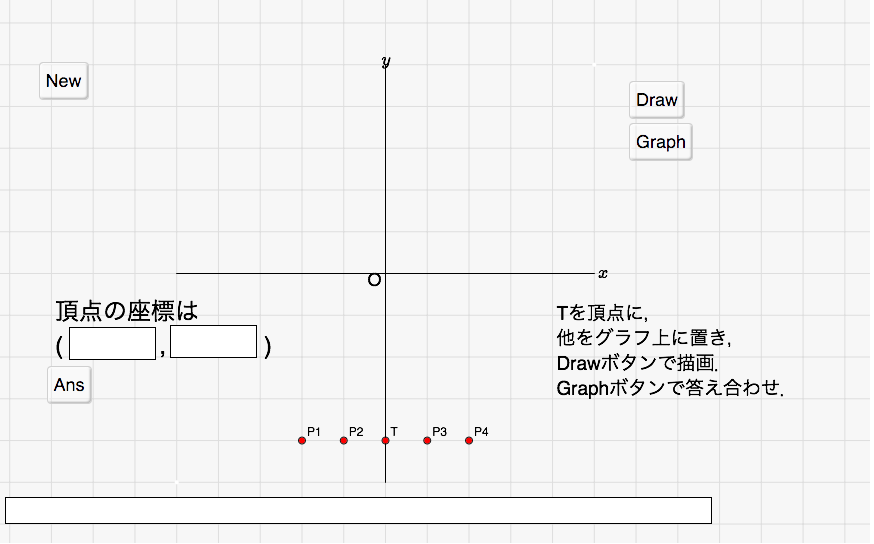 y
New
Draw
Graph
x
O
頂点の座標は
( , )
Ans
Tを頂点に,
他をグラフ上に置き,
Drawボタンで描画.
Graphボタンで答え合わせ.
P1 P2 T P3 P4